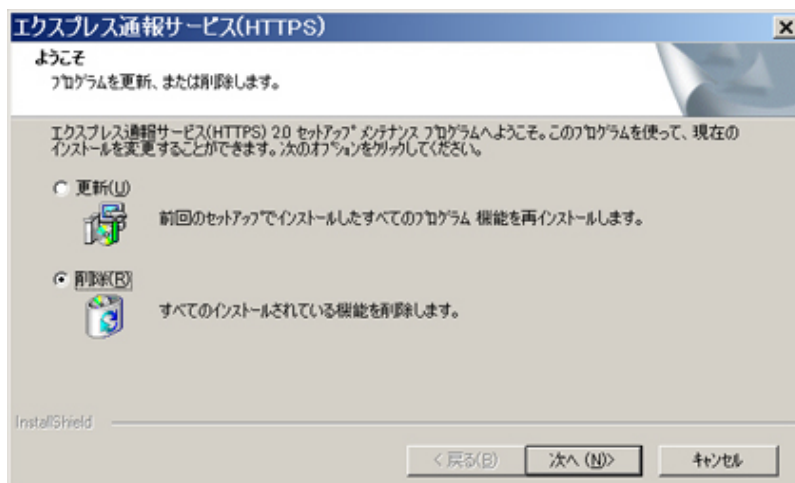 エクスプレス通報サービス(HTTPS)
ようこそ
プログラムを更新、または削除します。
エクスプレス通報サービス(HTTPS) 2.0 セットアップ メンテナンス プログラムへようこそ。このプログラムを使って、現在の
インストールを変更することができます。次のオプションをクリックしてください。
更新(U)
前回のセットアップでインストールしたすべてのプログラム 機能を再インストールします。
削除(R)
すべてのインストールされている機能を削除します。
InstallShield
< 戻る(B)
次へ (N)>
キャンセル